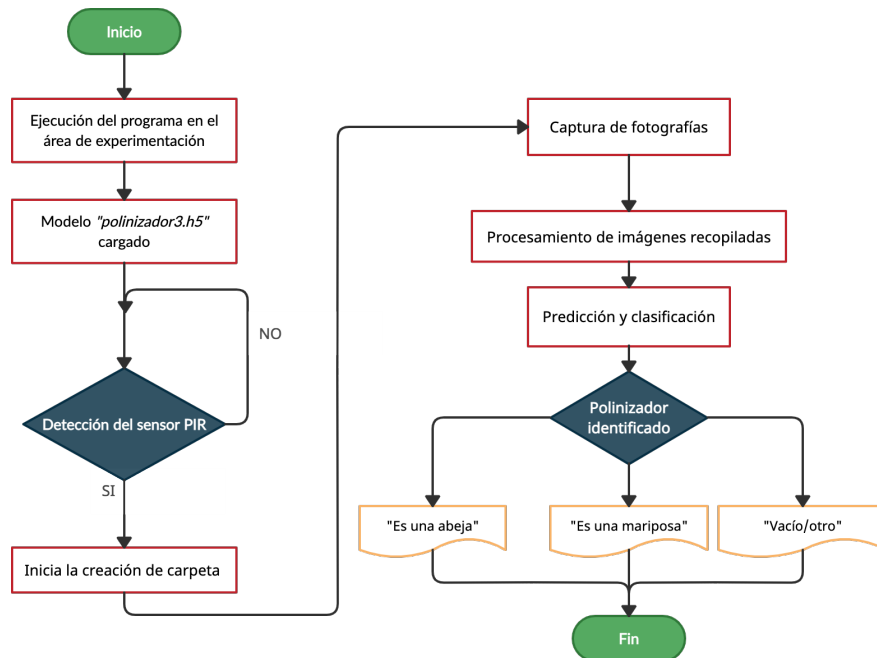 Inicio
Ejecución del programa en el
área de experimentación
Modelo "polinizador3.h5"
cargado
NO
Detección del sensor PIR
SI
Inicia la creación de carpeta
Captura de fotografías
Procesamiento de imágenes recopiladas
Predicción y clasificación
Polinizador
identificado
"Es una abeja"
"Es una mariposa"
"Vacío/otro"
Fin